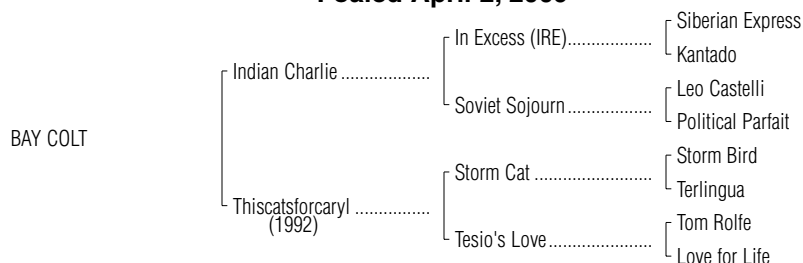 Foaled April 2,
Siberian Express
In Excess (IRE)....................
Kantado
Indian Charlie ...................
Leo Castelli
Soviet Sojourn.....................
Political Parfait
BAY COLT
Storm Bird
Storm Cat ..........................
Terlingua
Thiscatsforcaryl ................
(1992)
Tom Rolfe
Tesio's Love.......................
Love for Life